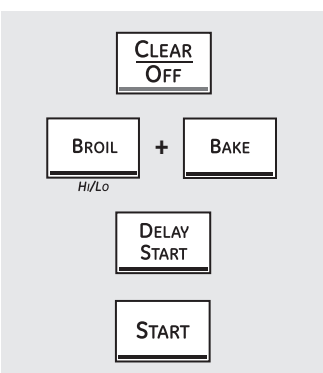 CLEAR
OFF
BROIL + BAKE
HI/LO
DELAY
START
START